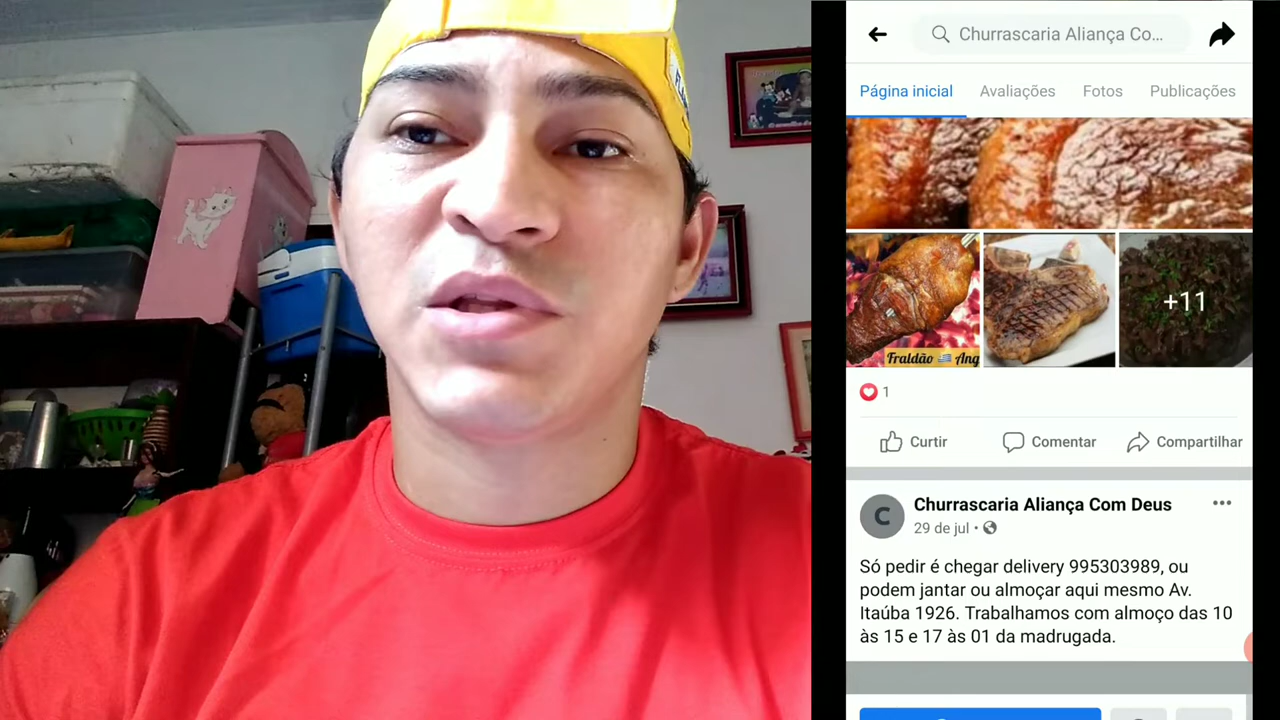 Churrascaria Aliança Co...
Página inicial
Avaliações
Fotos
Publicações
+11
Fraldão Ang
1
Curtir
Comentar
Compartilhar
C
Churrascaria Aliança Com Deus
29 de jul
Só pedir é chegar delivery 995303989, ou
podem jantar ou almoçar aqui mesmo Av.
Itaúba 1926. Trabalhamos com almoço das 10
às 15 e 17 às 01 da madrugada.